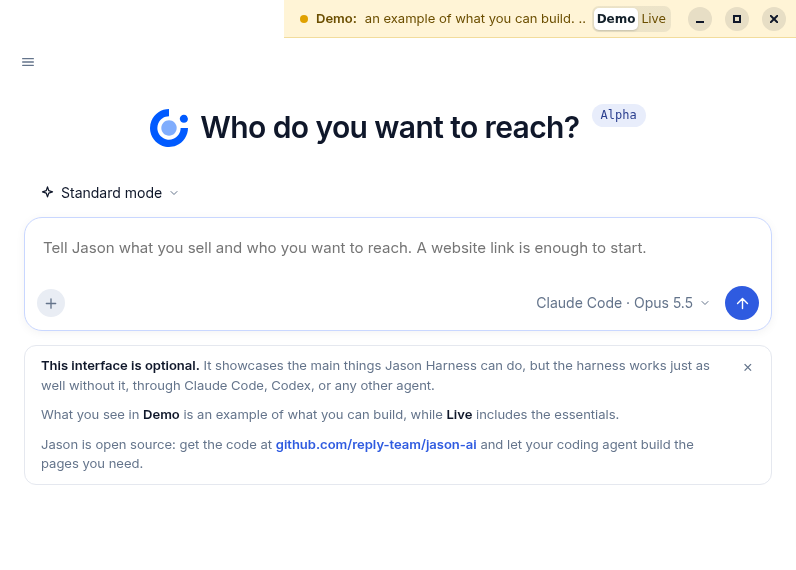 Demo: an example of what you can build. ..
Demo Live
Who do you want to reach?
Alpha
Standard mode
Tell Jason what you sell and who you want to reach. A website link is enough to start.
Claude Code · Opus 5.5
This interface is optional. It showcases the main things Jason Harness can do, but the harness works just as
well without it, through Claude Code, Codex, or any other agent.
What you see in Demo is an example of what you can build, while Live includes the essentials.
Jason is open source: get the code at github.com/reply-team/jason-ai and let your coding agent build the
pages you need.